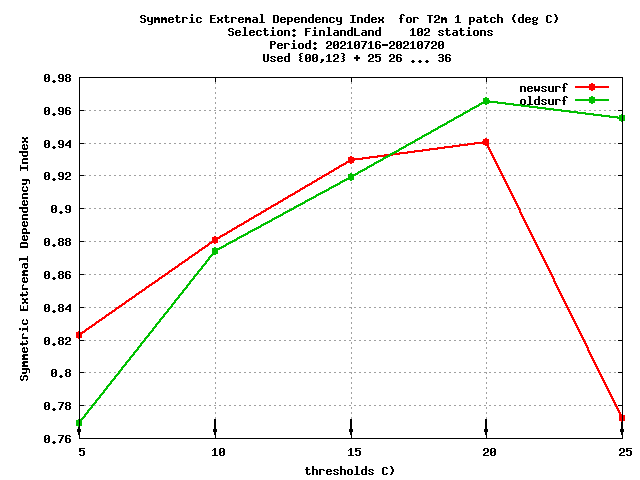 Symmetric Extremal Dependency Index  for T2m 1 patch (deg C)
Selection: FinlandLand    102 stations
Period: 20210716-20210720
Used {00,12} + 25 26 ... 36
newsurf
oldsurf
Symmetric Extremal Dependency Index
0.98
0.96
0.94
0.92
0.9
0.88
0.86
0.84
0.82
0.8
0.78
0.76
5 10 15 20 25
thresholds C)